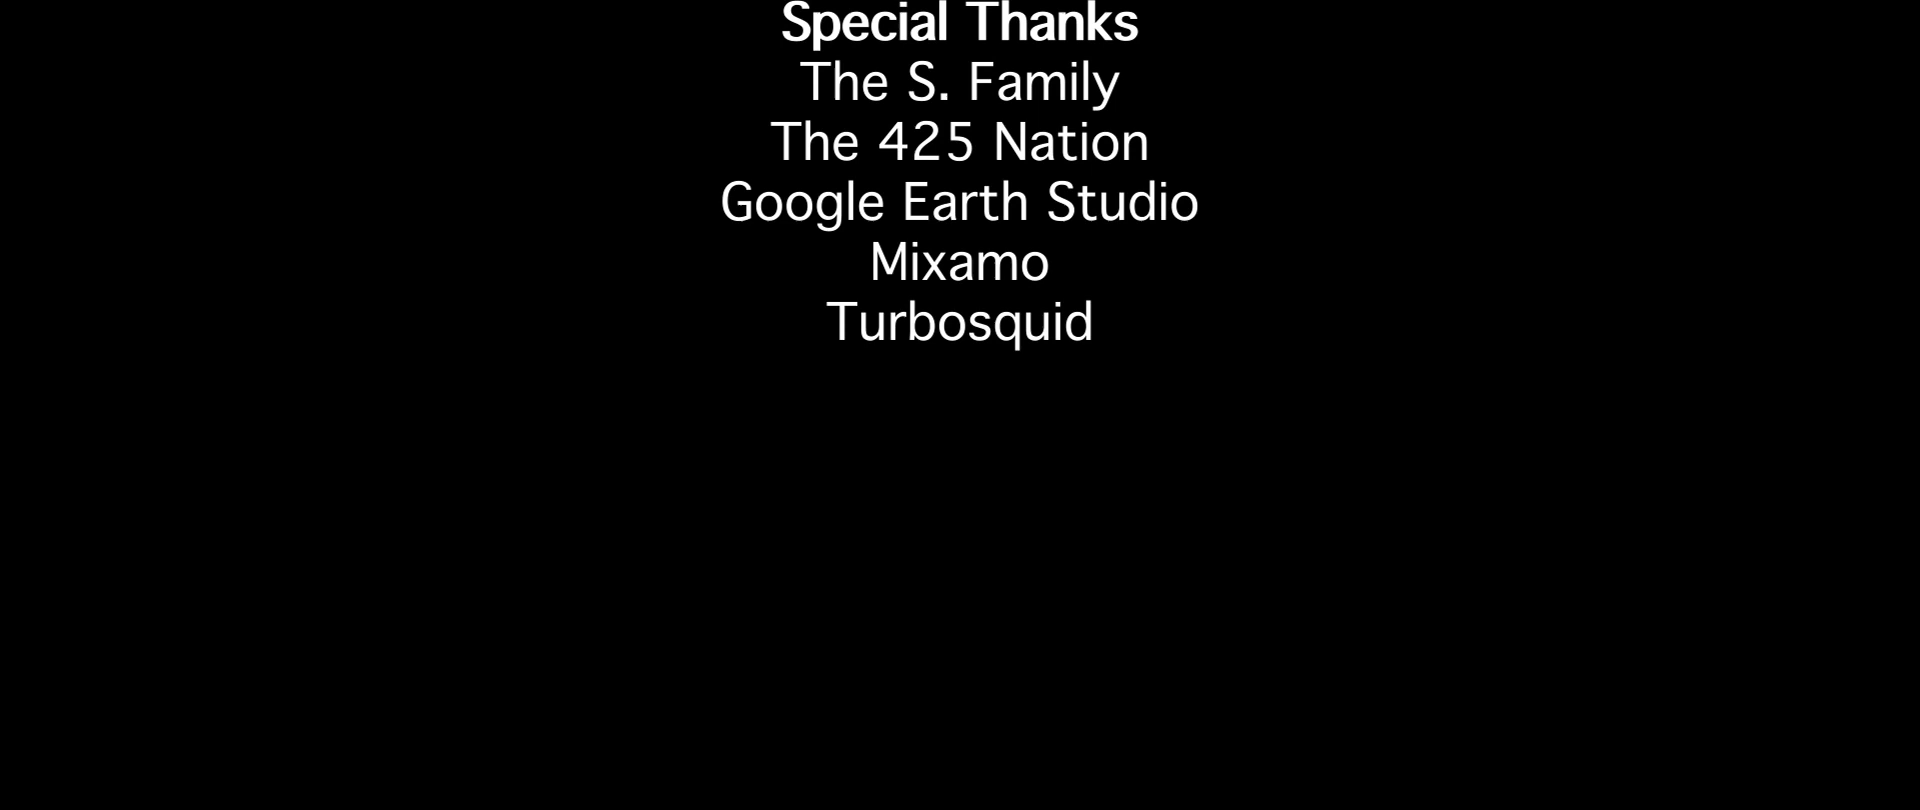 Special Thanks
The S. Family
The 425 Nation
Google Earth Studio
Mixamo
Turbosquid